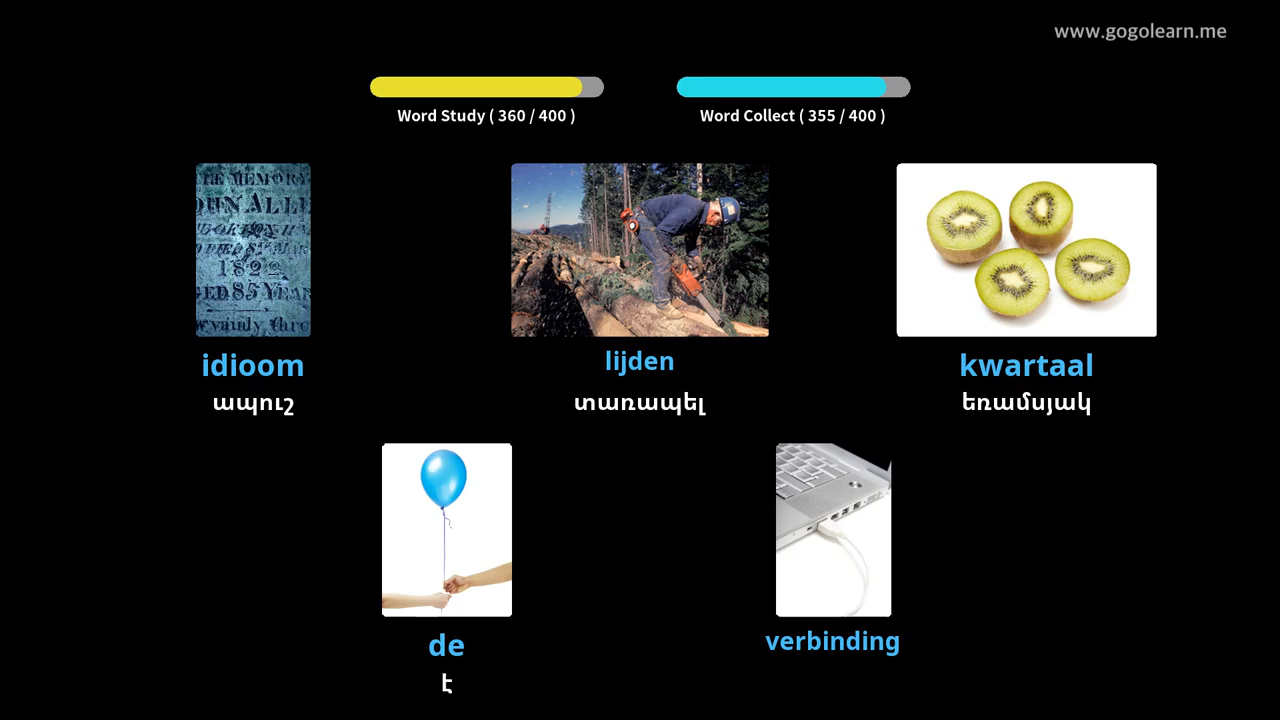 www.gogolearn.me
Word Study ( 360 / 400 )
Word Collect ( 355 / 400 )
1822
idioom
ապուշ
lijden
տառապել
kwartaal
եռամսյակ
de
է
verbinding